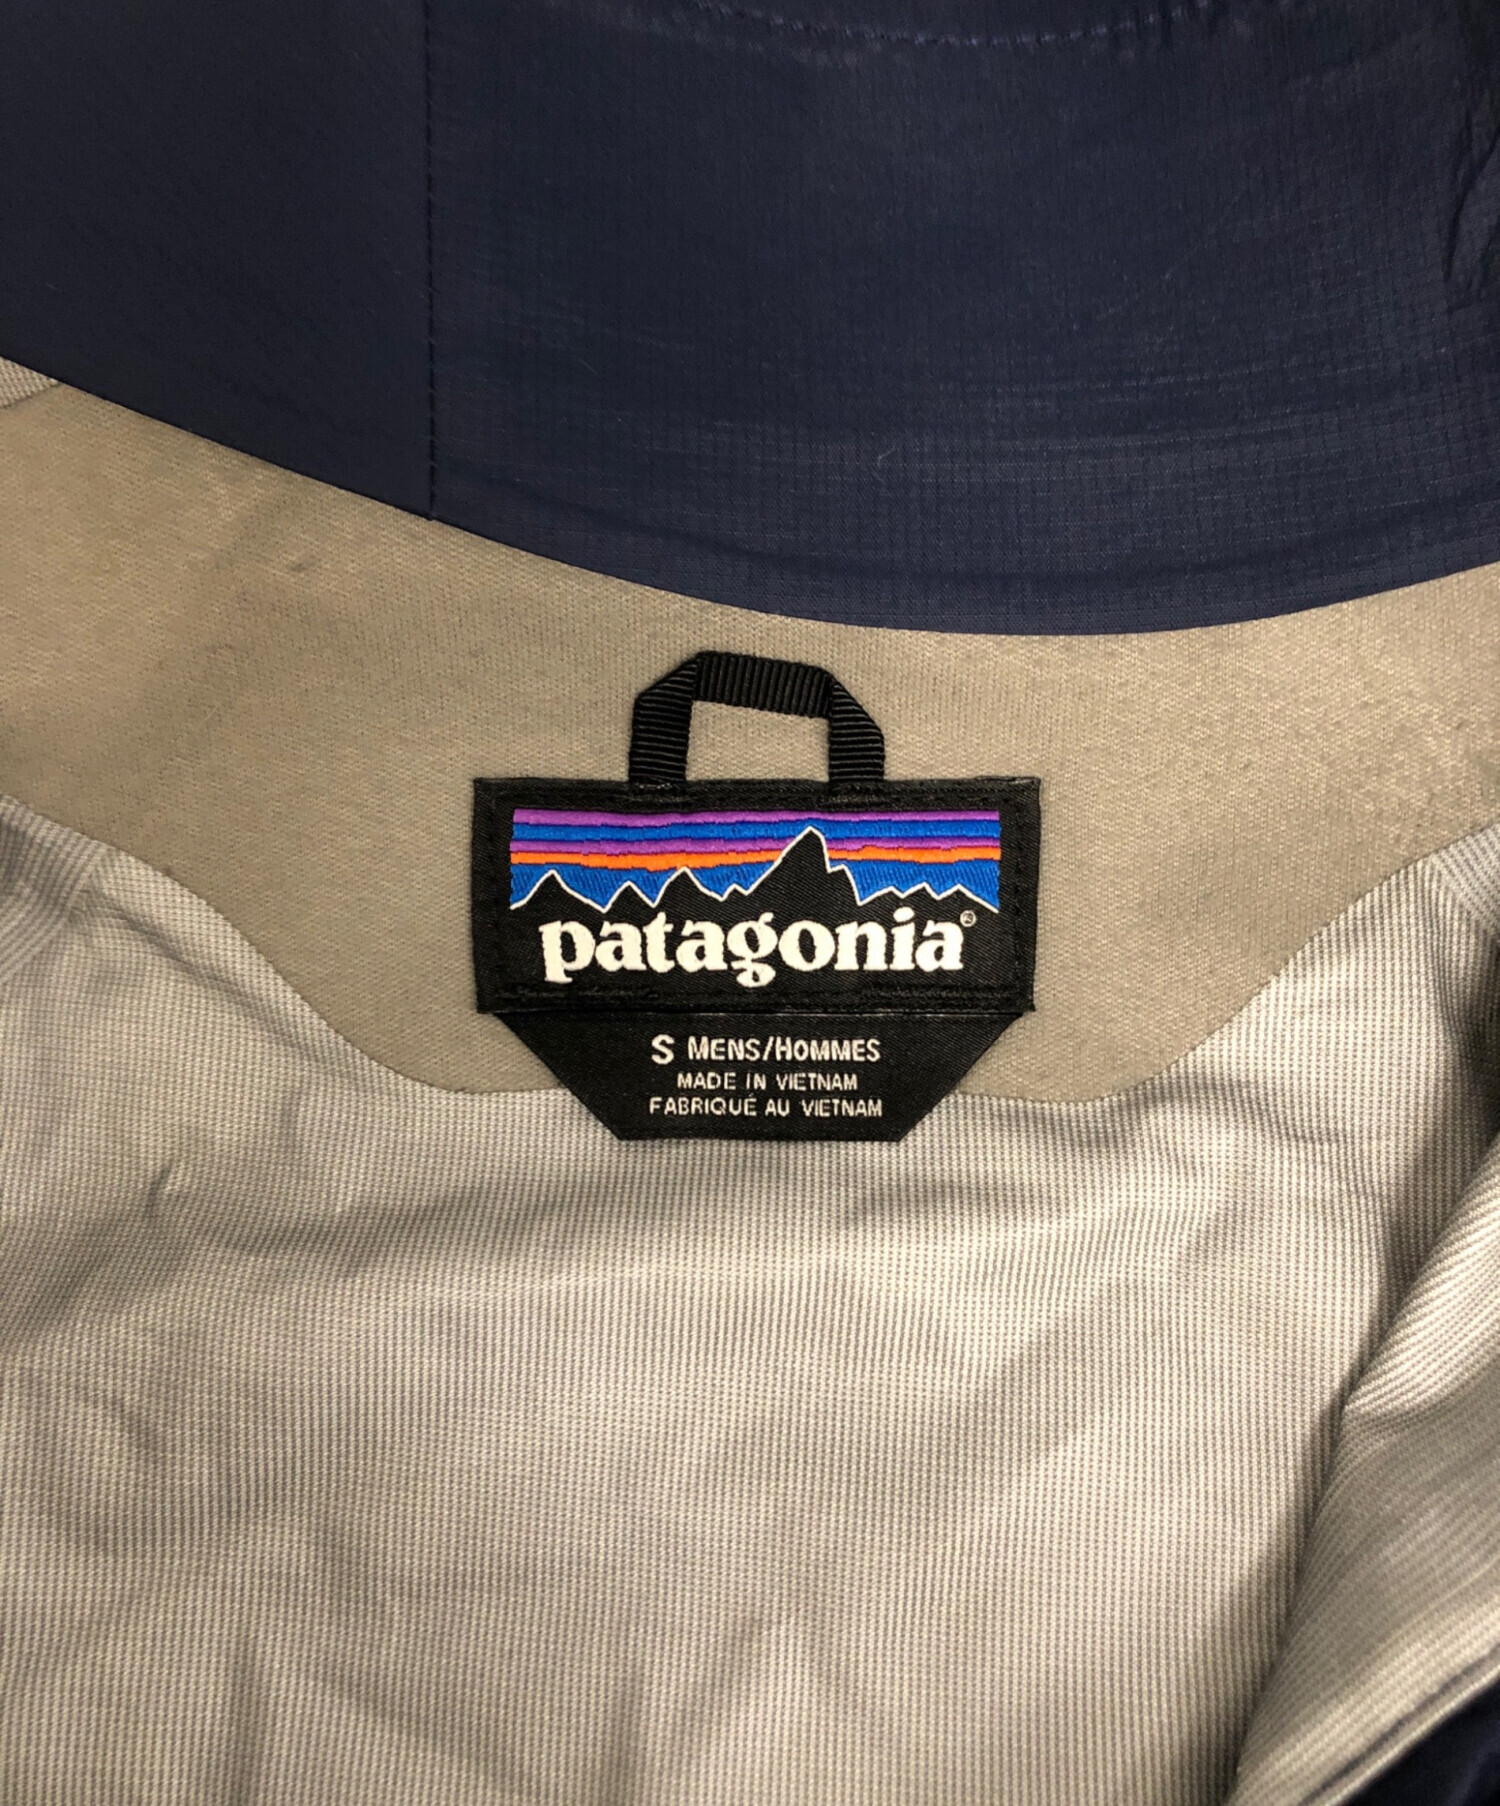 patagonia®
S MENS/HOMMES
MADE IN VIETNAM
FABRIQUÉ AU VIETNAM